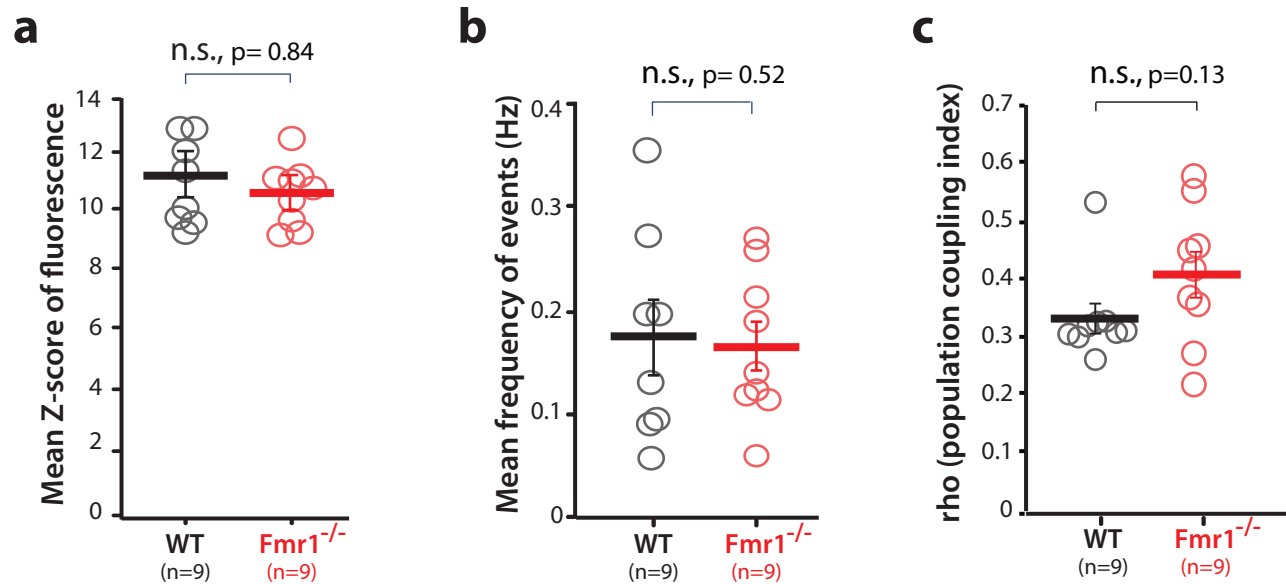 a
n.s., p= 0.84
Mean Z-score of fluorescence
14
12
10
8
6
4
2
0
WT
(n=9)
Fmr1-/-
(n=9)
b
n.s., p= 0.52
Mean frequency of events (Hz)
0.4
0.3
0.2
0.1
0
WT
(n=9)
Fmr1-/-
(n=9)
c
n.s., p=0.13
rho (population coupling index)
0.7
0.6
0.5
0.4
0.3
0.2
0.1
0
WT
(n=9)
Fmr1-/-
(n=9)